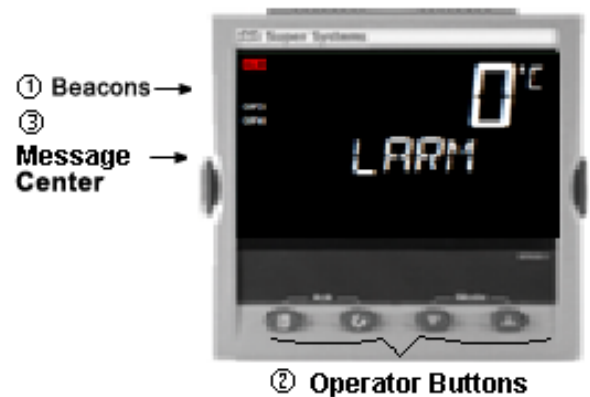 Super Systems
① Beacons
0°C
③
Message
Center
LARM
② Operator Buttons